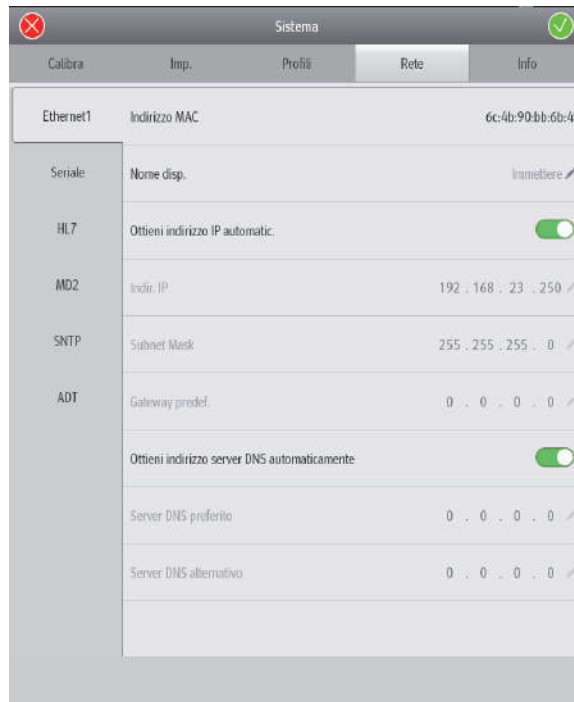 Sistema
Calibra Imp. Profili Rete Info
Ethernet1 Indirizzo MAC 6c:4b:90:bb:6b:4
Seriale Nome disp. Immettere
HL7 Ottieni indirizzo IP automatic.
MD2 Indir. IP 192 . 168 . 23 . 250
SNTP Subnet Mask 255 . 255 . 255 . 0
ADT Gateway predef. 0 . 0 . 0 . 0
Ottieni indirizzo server DNS automaticamente
Server DNS preferito 0 . 0 . 0 . 0
Server DNS alternativo 0 . 0 . 0 . 0